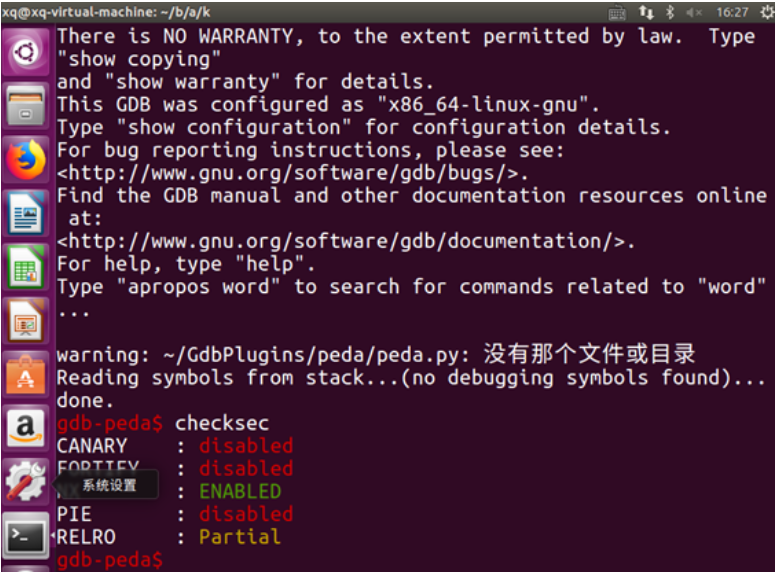 xq@xq-virtual-machine: ~/b/a/k
16:27
There is NO WARRANTY, to the extent permitted by law.  Type
"show copying"
and "show warranty" for details.
This GDB was configured as "x86_64-linux-gnu".
Type "show configuration" for configuration details.
For bug reporting instructions, please see:
<http://www.gnu.org/software/gdb/bugs/>.
Find the GDB manual and other documentation resources online
 at:
<http://www.gnu.org/software/gdb/documentation/>.
For help, type "help".
Type "apropos word" to search for commands related to "word"
...
warning: ~/GdbPlugins/peda/peda.py: 没有那个文件或目录
Reading symbols from stack...(no debugging symbols found)...
done.
gdb-peda$ checksec
CANARY    : disabled
FORTIFY   : disabled
系统设置
NX        : ENABLED
PIE       : disabled
RELRO     : Partial
gdb-peda$